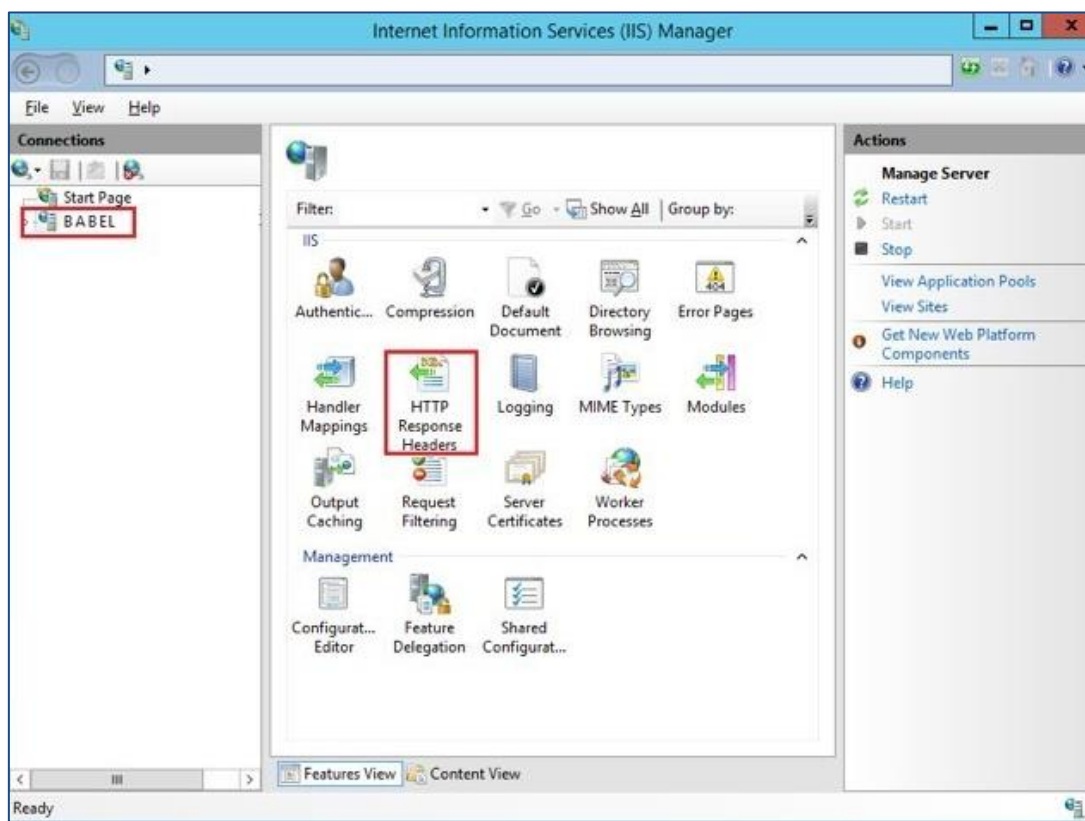 Internet Information Services (IIS) Manager
File View Help
Connections
Start Page
BABEL
Filter: Go Show All Group by:
IIS
Authentic... Compression Default Document Directory Browsing Error Pages
Handler Mappings HTTP Response Headers Logging MIME Types Modules
Output Caching Request Filtering Server Certificates Worker Processes
Management
Configurat... Editor Feature Delegation Shared Configurat...
Features View Content View
Actions
Manage Server
Restart
Start
Stop
View Application Pools
View Sites
Get New Web Platform
Components
Help
Ready